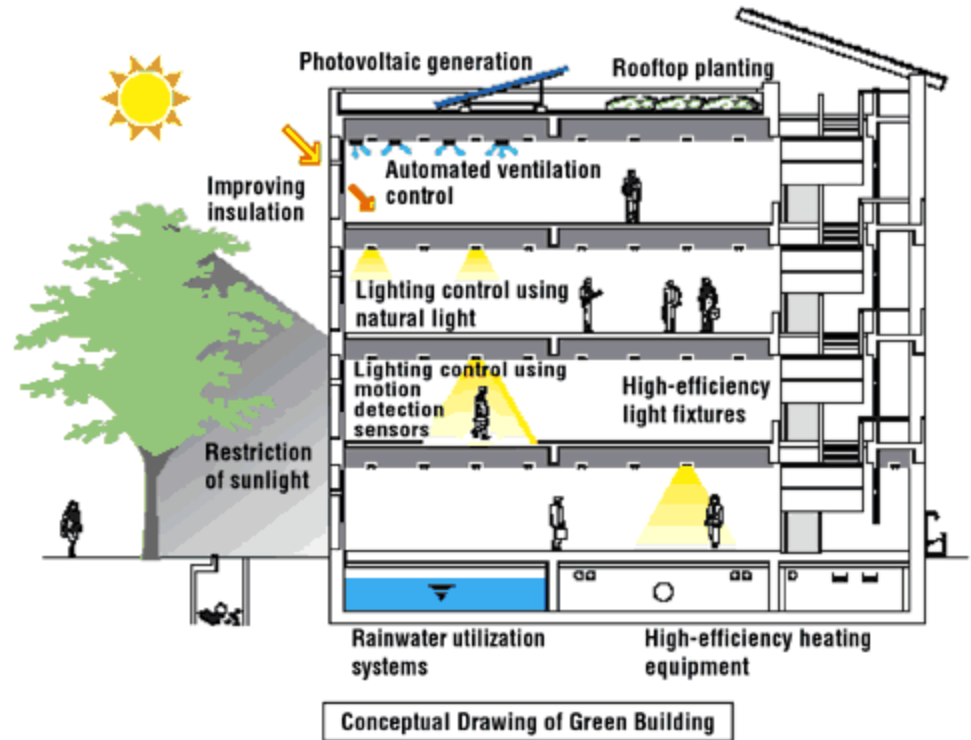 Photovoltaic generation
Rooftop planting
Improving
insulation
Automated ventilation
control
Lighting control using
natural light
Lighting control using
motion
detection
sensors
High-efficiency
light fixtures
Restriction
of sunlight
Rainwater utilization
systems
High-efficiency heating
equipment
Conceptual Drawing of Green Building